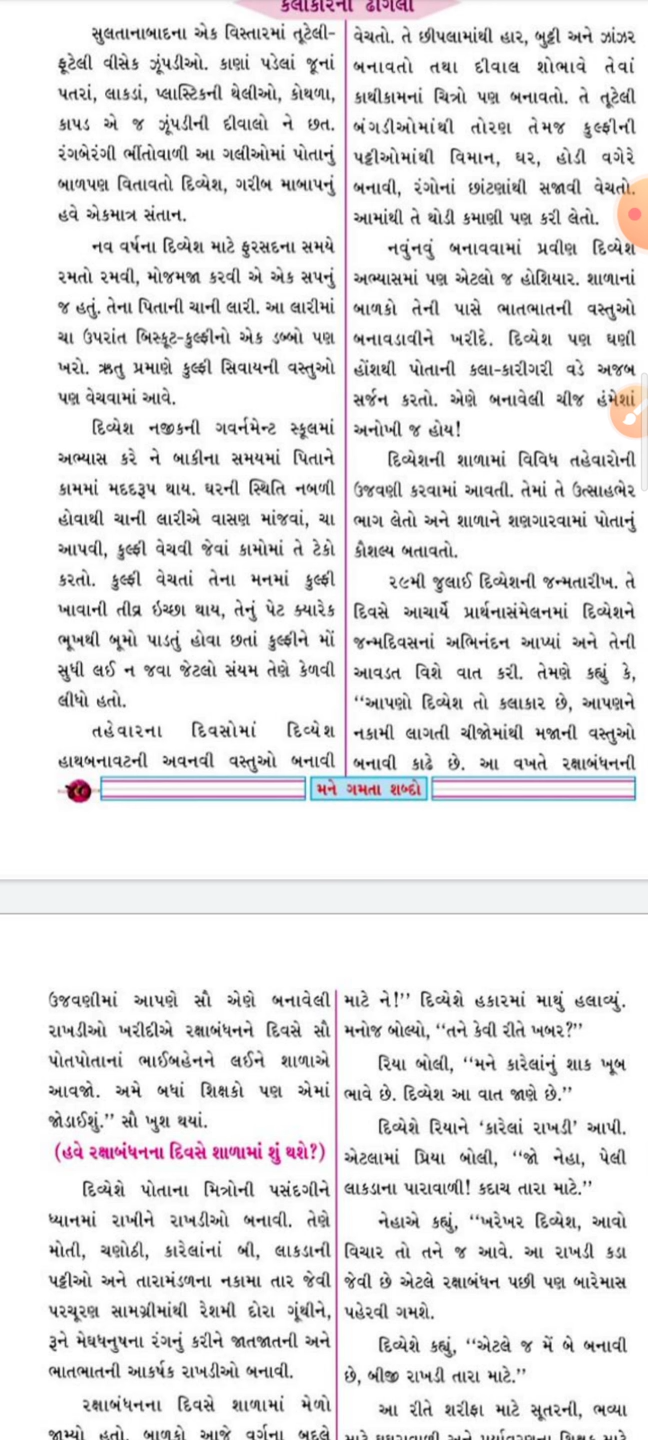 કલાકારના ઢીંગલા
સુલતાનાબાદના એક વિસ્તારમાં તૂટેલી-
ફૂટેલી વીસેક ઝૂંપડીઓ. કાણાં પડેલાં જૂનાં
પતરાં, લાકડાં, પ્લાસ્ટિકની થેલીઓ, કોથળા,
કાપડ એ જ ઝૂંપડીની દીવાલો ને છત.
રંગબેરંગી ભીંતોવાળી આ ગલીઓમાં પોતાનું
બાળપણ વિતાવતો દિવ્યેશ, ગરીબ માબાપનું
હવે એકમાત્ર સંતાન.
નવ વર્ષના દિવ્યેશ માટે ફુરસદના સમયે
રમતો રમવી, મોજમજા કરવી એ એક સપનું
જ હતું. તેના પિતાની ચાની લારી. આ લારીમાં
ચા ઉપરાંત બિસ્કૂટ-કુલ્ફીનો એક ડબ્બો પણ
ખરો. ઋતુ પ્રમાણે કુલ્ફી સિવાયની વસ્તુઓ
પણ વેચવામાં આવે.
દિવ્યેશ નજીકની ગવર્નમેન્ટ સ્કૂલમાં
અભ્યાસ કરે ને બાકીના સમયમાં પિતાને
કામમાં મદદરૂપ થાય. ઘરની સ્થિતિ નબળી
હોવાથી ચાની લારીએ વાસણ માંજવાં, ચા
આપવી, કુલ્ફી વેચવી જેવાં કામોમાં તે ટેકો
કરતો. કુલ્ફી વેચતાં તેના મનમાં કુલ્ફી
ખાવાની તીવ્ર ઇચ્છા થાય, તેનું પેટ ક્યારેક
ભૂખથી બૂમો પાડતું હોવા છતાં કુલ્ફીને મોં
સુધી લઈ ન જવા જેટલો સંયમ તેણે કેળવી
લીધો હતો.
તહેવારના દિવસોમાં દિવ્યેશ
હાથબનાવટની અવનવી વસ્તુઓ બનાવી
વેચતો. તે છીપલામાંથી હાર, બુટ્ટી અને ઝાંઝર
બનાવતો તથા દીવાલ શોભાવે તેવાં
કાથીકામનાં ચિત્રો પણ બનાવતો. તે તૂટેલી
બંગડીઓમાંથી તોરણ તેમજ કુલ્ફીની
પટ્ટીઓમાંથી વિમાન, ઘર, હોડી વગેરે
બનાવી, રંગોનાં છાંટણાંથી સજાવી વેચતો.
આમાંથી તે થોડી કમાણી પણ કરી લેતો.
નવુંનવું બનાવવામાં પ્રવીણ દિવ્યેશ
અભ્યાસમાં પણ એટલો જ હોશિયાર. શાળાનાં
બાળકો તેની પાસે ભાતભાતની વસ્તુઓ
બનાવડાવીને ખરીદે. દિવ્યેશ પણ ઘણી
હોંશથી પોતાની કલા-કારીગરી વડે અજબ
સર્જન કરતો. એણે બનાવેલી ચીજ હંમેશાં
અનોખી જ હોય!
દિવ્યેશની શાળામાં વિવિધ તહેવારોની
ઉજવણી કરવામાં આવતી. તેમાં તે ઉત્સાહભેર
ભાગ લેતો અને શાળાને શણગારવામાં પોતાનું
કૌશલ્ય બતાવતો.
૨૯મી જુલાઈ દિવ્યેશની જન્મતારીખ. તે
દિવસે આચાર્યે પ્રાર્થનાસંમેલનમાં દિવ્યેશને
જન્મદિવસનાં અભિનંદન આપ્યાં અને તેની
આવડત વિશે વાત કરી. તેમણે કહ્યું કે,
“આપણો દિવ્યેશ તો કલાકાર છે, આપણને
નકામી લાગતી ચીજોમાંથી મજાની વસ્તુઓ
બનાવી કાઢે છે. આ વખતે રક્ષાબંધનની
મને ગમતા શબ્દો
ઉજવણીમાં આપણે સૌ એણે બનાવેલી
રાખડીઓ ખરીદીએ રક્ષાબંધનને દિવસે સૌ
પોતપોતાનાં ભાઈબહેનને લઈને શાળાએ
આવજો. અમે બધાં શિક્ષકો પણ એમાં
જોડાઈશું.” સૌ ખુશ થયાં.
(હવે રક્ષાબંધનના દિવસે શાળામાં શું થશે?)
દિવ્યેશે પોતાના મિત્રોની પસંદગીને
ધ્યાનમાં રાખીને રાખડીઓ બનાવી. તેણે
મોતી, ચણોઠી, કારેલાંનાં બી, લાકડાની
પટ્ટીઓ અને તારામંડળના નકામા તાર જેવી
પરચૂરણ સામગ્રીમાંથી રેશમી દોરા ગૂંથીને,
રૂને મેઘધનુષના રંગનું કરીને જાતજાતની અને
ભાતભાતની આકર્ષક રાખડીઓ બનાવી.
રક્ષાબંધનના દિવસે શાળામાં મેળો
જામ્યો હતો. બાળકો આજે વર્ગના બદલે
માટે ને!” દિવ્યેશે હકારમાં માથું હલાવ્યું.
મનોજ બોલ્યો, “તને કેવી રીતે ખબર?”
રિયા બોલી, “મને કારેલાંનું શાક ખૂબ
ભાવે છે. દિવ્યેશ આ વાત જાણે છે.”
દિવ્યેશે રિયાને ‘કારેલાં રાખડી’ આપી.
એટલામાં પ્રિયા બોલી, “જો નેહા, પેલી
લાકડાના પારાવાળી! કદાચ તારા માટે.”
નેહાએ કહ્યું, “ખરેખર દિવ્યેશ, આવો
વિચાર તો તને જ આવે. આ રાખડી કડા
જેવી છે એટલે રક્ષાબંધન પછી પણ બારેમાસ
પહેરવી ગમશે.
દિવ્યેશે કહ્યું, “એટલે જ મેં બે બનાવી
છે, બીજી રાખડી તારા માટે.”
આ રીતે શરીફા માટે સૂતરની, ભવ્યા
માટે ઘુઘરાવાળી અને પર્યાવરણના શિક્ષક માટે